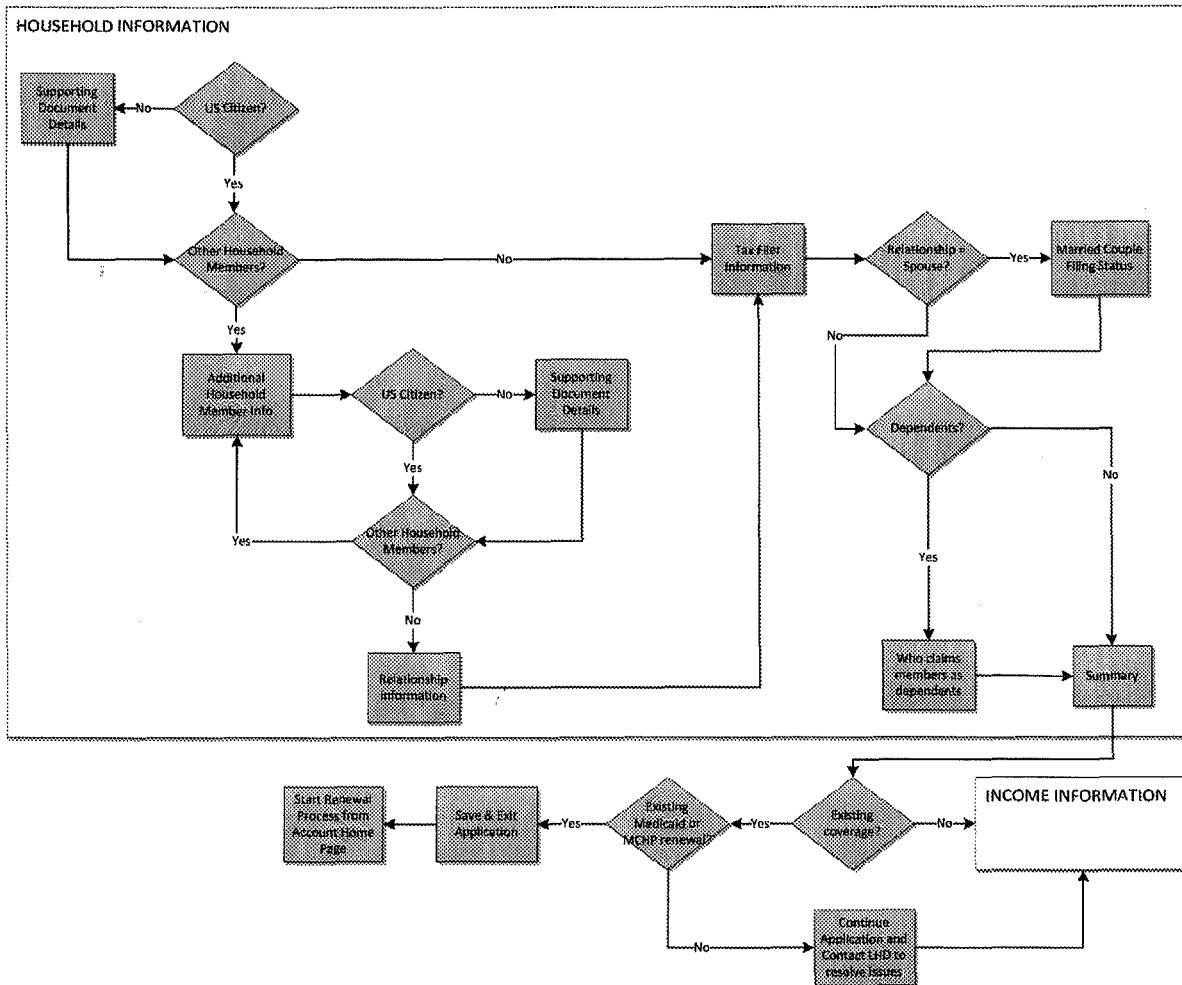 HOUSEHOLD INFORMATION
Supporting
Document
Details
No
US Citizen?
Yes
Other Household
Members?
No
Tax Filer
Information
Relationship =
Spouse?
Yes
Married Couple
Filing Status
Yes
No
Additional
Household
Member Info
US Citizen?
No
Supporting
Document
Details
Dependents?
Yes
No
Other Household
Members?
Yes
Yes
No
Relationship
information
Who claims
members as
dependents
Summary
Start Renewal
Process from
Account Home
Page
Save & Exit
Application
Yes
Existing
Medicaid or
MCHP renewal?
Yes
Existing
coverage?
No
INCOME INFORMATION
No
Continue
Application and
Contact LHD to
resolve issues